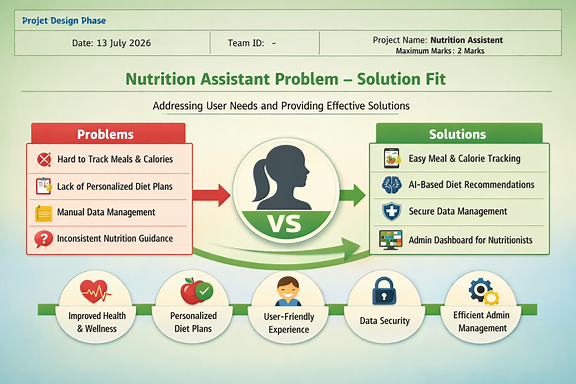 Projet Design Phase
Date: 13 July 2026
Team ID: -
Project Name: Nutrition Assistent
Maximum Marks: 2 Marks
Nutrition Assistant Problem – Solution Fit
Addressing User Needs and Providing Effective Solutions
Problems
Hard to Track Meals & Calories
Lack of Personalized Diet Plans
Manual Data Management
Inconsistent Nutrition Guidance
VS
Solutions
Easy Meal & Calorie Tracking
AI-Based Diet Recommendations
Secure Data Management
Admin Dashboard for Nutritionists
Improved Health
& Wellness
Personalized
Diet Plans
User-Friendly
Experience
Data Security
Efficient Admin
Management